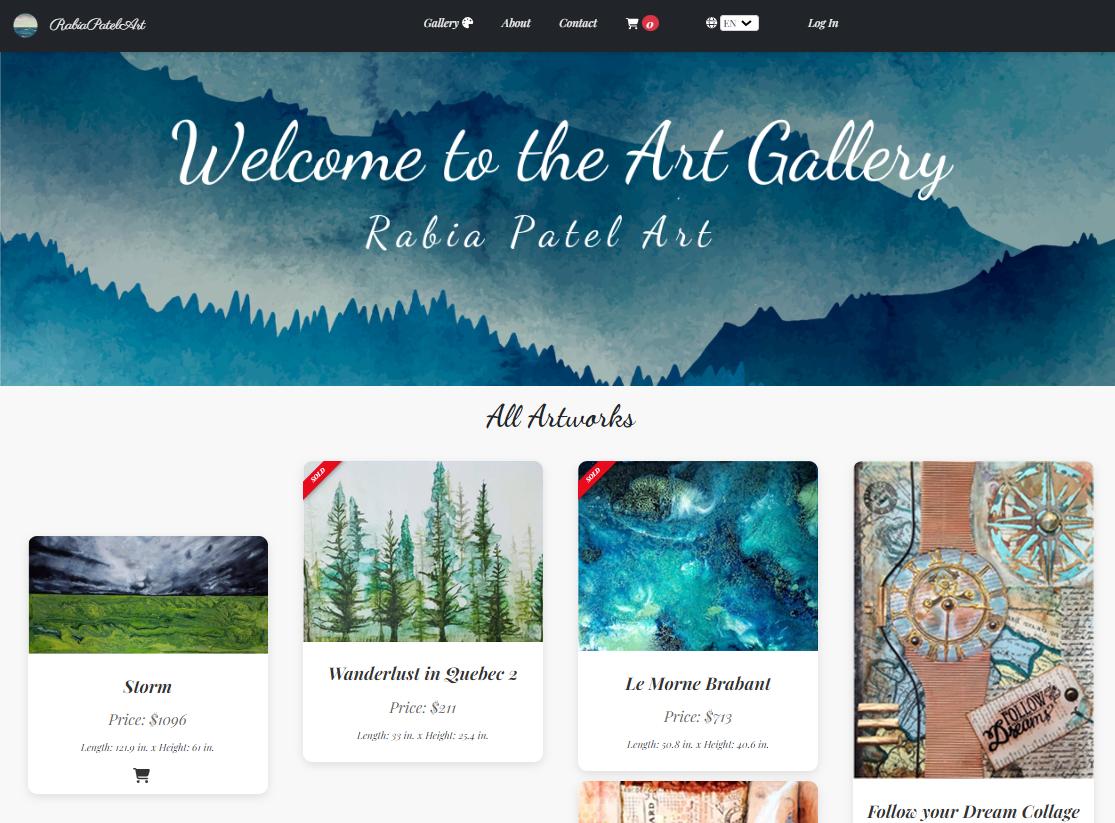 RabiaPatelArt
Gallery
About
Contact
0
EN
Log In
Welcome to the Art Gallery
Rabia Patel Art
All Artworks
Storm
Price: $1096
Length: 121.9 in. x Height: 61 in.
SOLD
Wanderlust in Quebec 2
Price: $211
Length: 33 in. x Height: 25.4 in.
SOLD
Le Morne Brabant
Price: $713
Length: 50.8 in. x Height: 40.6 in.
FOLLOW
your
Dreams
Follow your Dream Collage